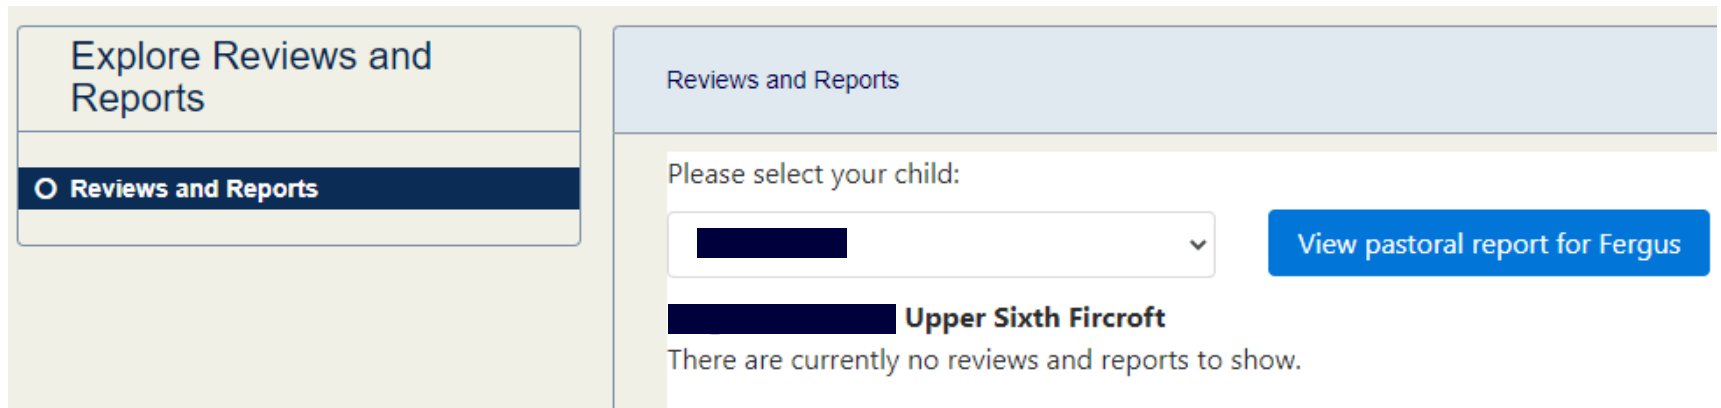 Explore Reviews and
Reports
Reviews and Reports
Reviews and Reports
Please select your child:
View pastoral report for Fergus
Upper Sixth Fircroft
There are currently no reviews and reports to show.